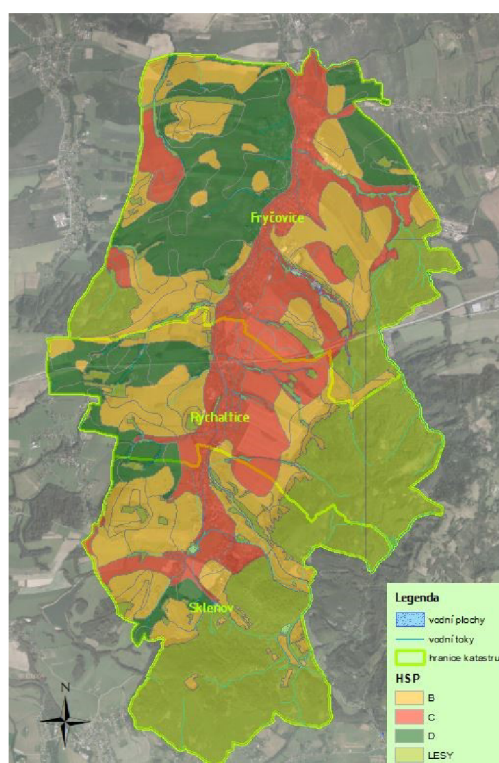 Fryčovice
Rychaltice
Sklenov
N
Legenda
vodní plochy
vodní toky
hranice katastru
HSP
B
C
D
LESY